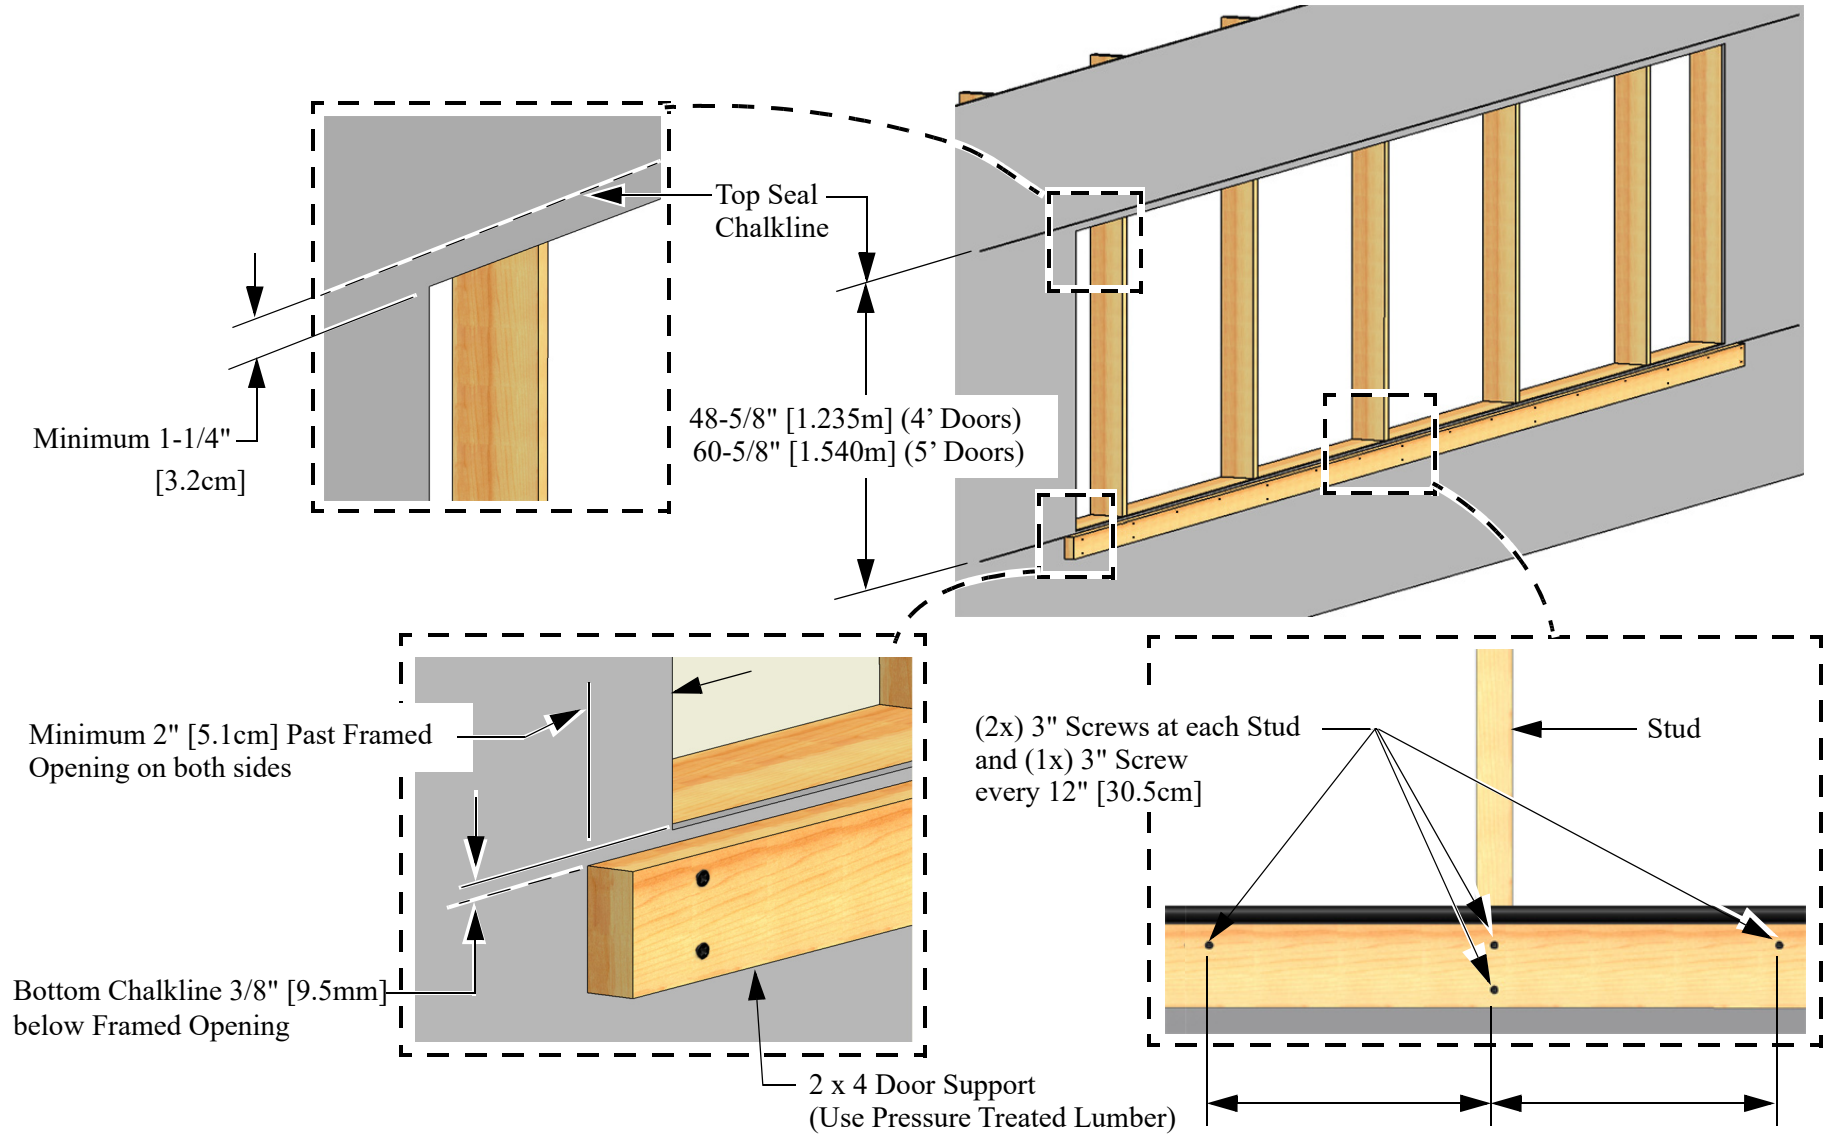 Top Seal
Chalkline
Minimum 1-1/4"
[3.2cm]
48-5/8" [1.235m] (4’ Doors)
60-5/8" [1.540m] (5’ Doors)
Minimum 2" [5.1cm] Past Framed
Opening on both sides
Bottom Chalkline 3/8" [9.5mm]
below Framed Opening
2 x 4 Door Support
(Use Pressure Treated Lumber)
(2x) 3" Screws at each Stud
and (1x) 3" Screw
every 12" [30.5cm]
Stud